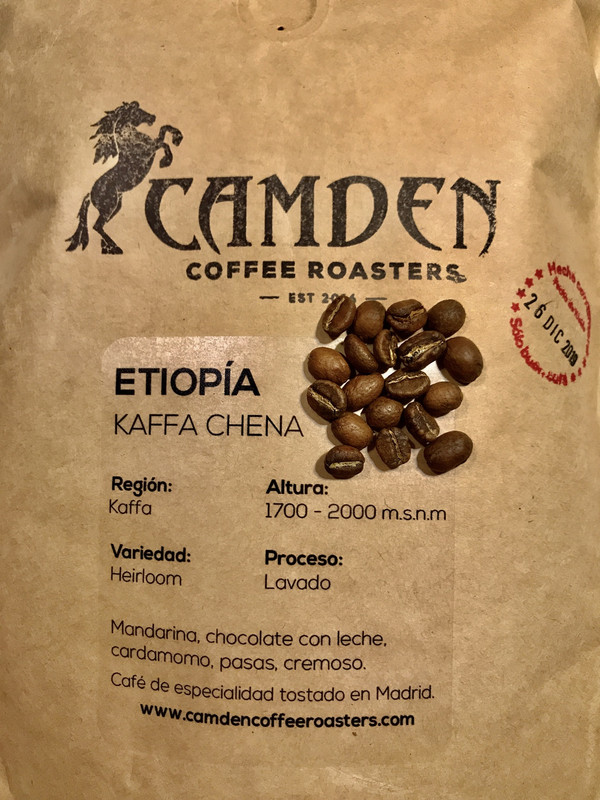 CAMDEN
COFFEE ROASTERS
EST
ETIOPÍA
KAFFA CHENA
Región:
Kaffa
Altura:
1700 - 2000 m.s.n.m
Variedad:
Heirloom
Proceso:
Lavado
Mandarina, chocolate con leche,
cardamomo, pasas, cremoso.
Café de especialidad tostado en Madrid.
www.camdencoffeeroasters.com
Hecho con
26 DIC 2019
Sólo buen café